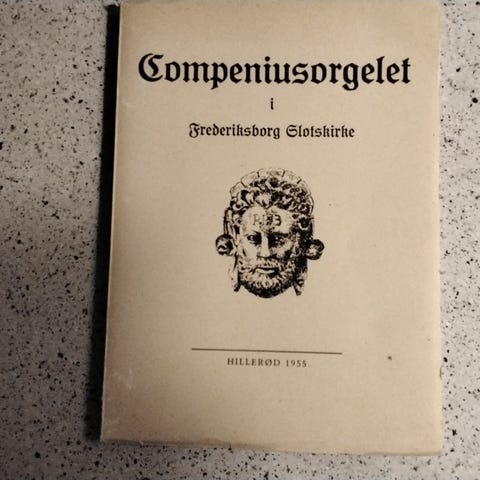 Compeniusorgelet
i
Frederiksborg Slotskirke
HILLERØD 1955